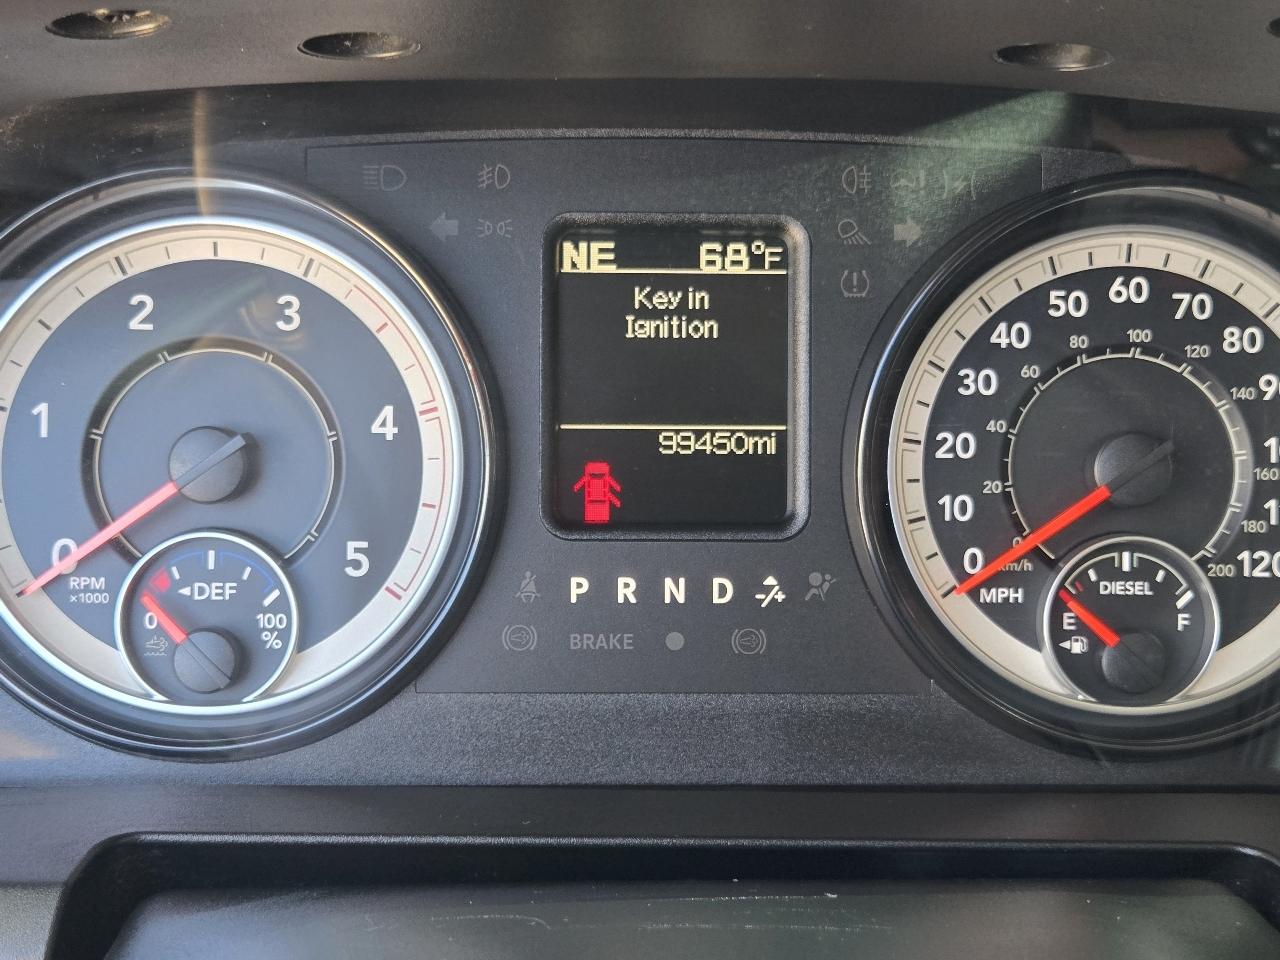 NE 68°F
Key in
Ignition
99450mi
0 1 2 3 4 5
RPM
x1000
DEF
0 100
%
P R N D -/+
BRAKE
0 10 20 30 40 50 60 70 80 120
20 40 60 80 100 120 140 160 180 200
0
km/h
MPH
DIESEL
E F